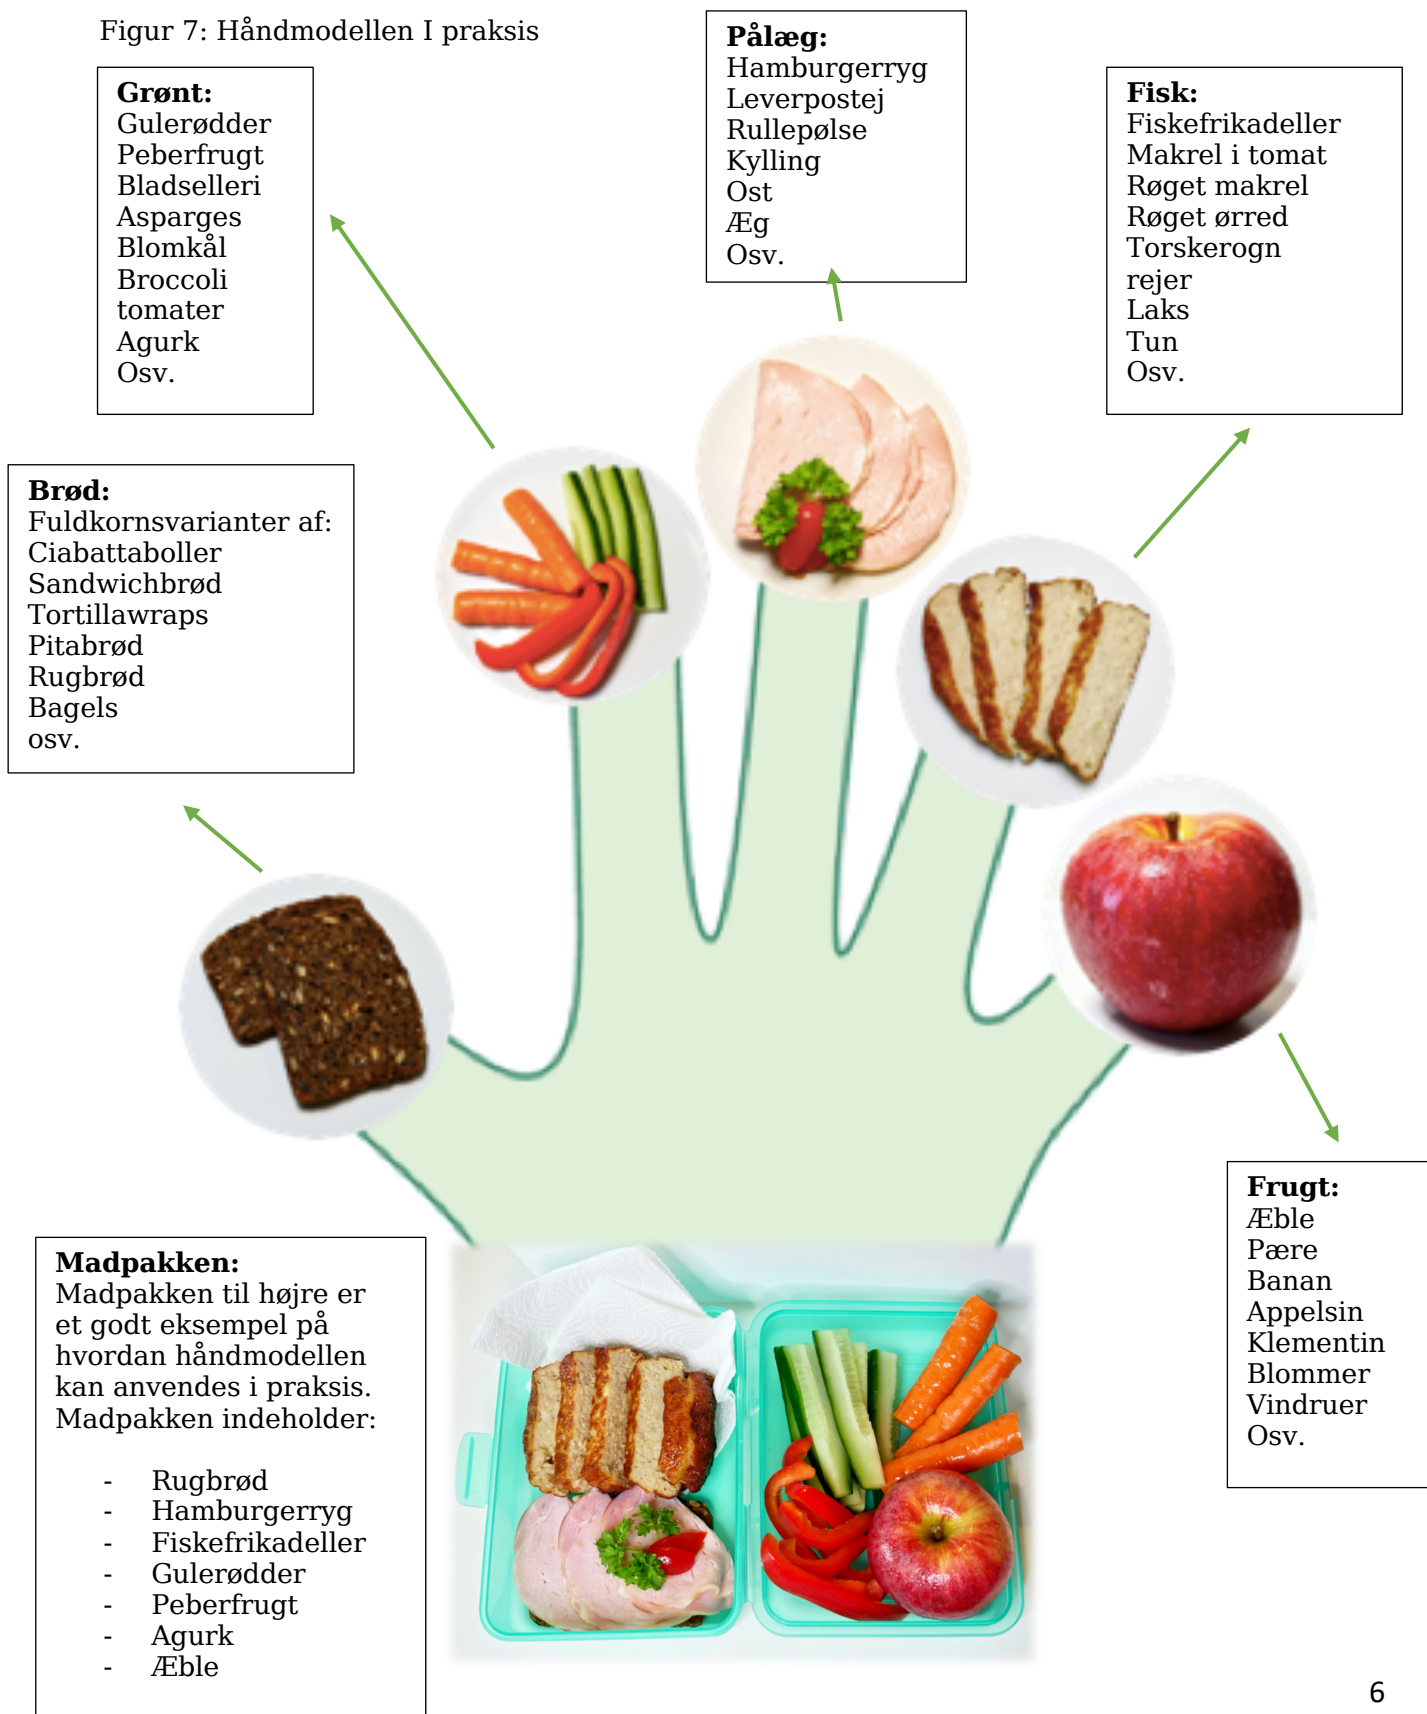 Figur 7: Håndmodellen I praksis
Grønt:
Gulerødder
Peberfrugt
Bladselleri
Asparges
Blomkål
Broccoli
tomater
Agurk
Osv.
Pålæg:
Hamburgerryg
Leverpostej
Rullepølse
Kylling
Ost
Æg
Osv.
Fisk:
Fiskefrikadeller
Makrel i tomat
Røget makrel
Røget ørred
Torskerogn
rejer
Laks
Tun
Osv.
Brød:
Fuldkornsvarianter af:
Ciabattaboller
Sandwichbrød
Tortillawraps
Pitabrød
Rugbrød
Bagels
osv.
Frugt:
Æble
Pære
Banan
Appelsin
Klementin
Blommer
Vindruer
Osv.
Madpakken:
Madpakken til højre er
et godt eksempel på
hvordan håndmodellen
kan anvendes i praksis.
Madpakken indeholder:
- Rugbrød
- Hamburgerryg
- Fiskefrikadeller
- Gulerødder
- Peberfrugt
- Agurk
- Æble
6